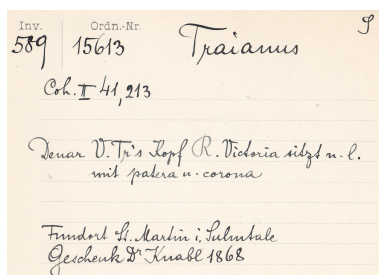 Inv. Ordn.-Nr.
589 15613 Traianus S
Coh. II 41, 213
Denar V. Tr's Kopf R. Victoria sitzt n. l.
mit patera u. corona
Fundort St. Martin i. Sulmtale
Geschenk Dr Knabl 1868